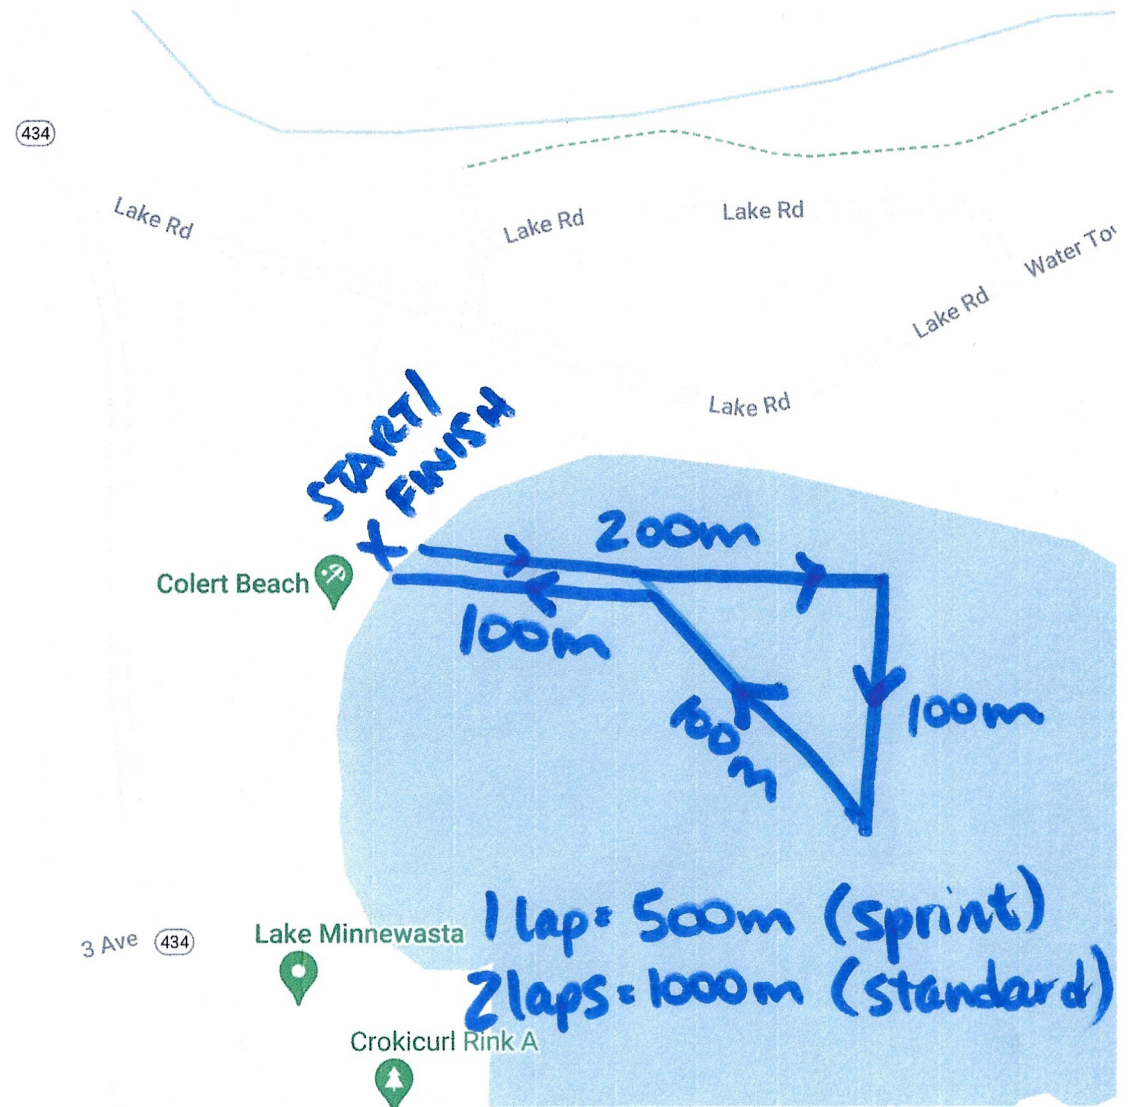 434
Lake Rd
Lake Rd
Lake Rd
Water To
Lake Rd
Lake Rd
START/
FINISH
X
200m
Colert Beach
100m
100m
100m
1 lap = 500m (sprint)
3 Ave 434
Lake Minnewasta
2 laps = 1000m (standard)
Crokicurl Rink A